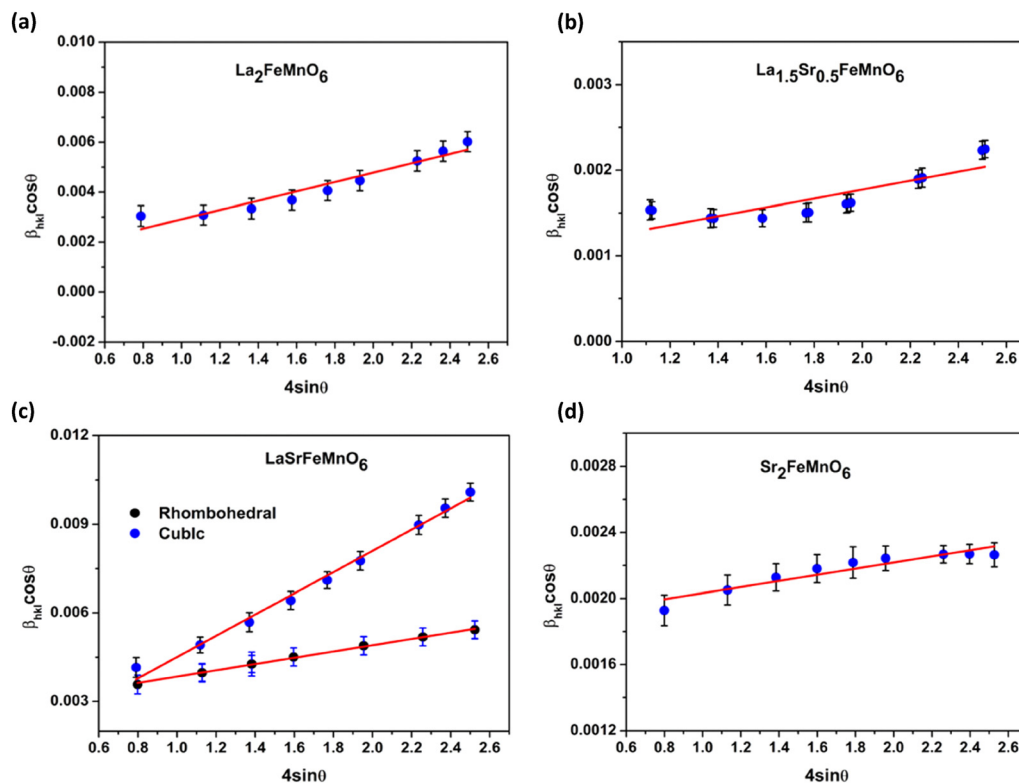 (a)
La2FeMnO6
0.010
0.008
0.006
0.004
0.002
0.000
-0.002
βhklcosθ
0.6 0.8 1.0 1.2 1.4 1.6 1.8 2.0 2.2 2.4 2.6
4sinθ
(b)
La1.5Sr0.5FeMnO6
0.003
0.002
0.001
0.000
βhklcosθ
1.0 1.2 1.4 1.6 1.8 2.0 2.2 2.4 2.6
4sinθ
(c)
LaSrFeMnO6
Rhombohedral
Cubic
0.012
0.009
0.006
0.003
βhklcosθ
0.6 0.8 1.0 1.2 1.4 1.6 1.8 2.0 2.2 2.4 2.6
4sinθ
(d)
Sr2FeMnO6
0.0028
0.0024
0.0020
0.0016
0.0012
βhklcosθ
0.6 0.8 1.0 1.2 1.4 1.6 1.8 2.0 2.2 2.4 2.6
4sinθ